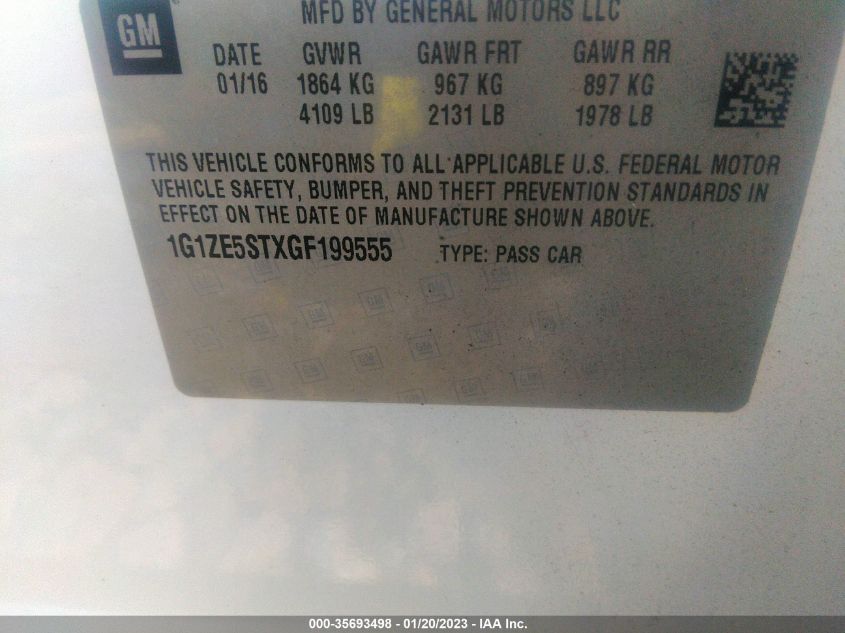 MFD BY GENERAL MOTORS LLC
GM
DATE GVWR GAWR FRT GAWR RR
01/16 1864 KG 967 KG 897 KG
4109 LB 2131 LB 1978 LB
THIS VEHICLE CONFORMS TO ALL APPLICABLE U.S. FEDERAL MOTOR
VEHICLE SAFETY, BUMPER, AND THEFT PREVENTION STANDARDS IN
EFFECT ON THE DATE OF MANUFACTURE SHOWN ABOVE.
1G1ZE5STXGF199555 TYPE: PASS CAR
000-35693498 - 01/20/2023 - IAA Inc.